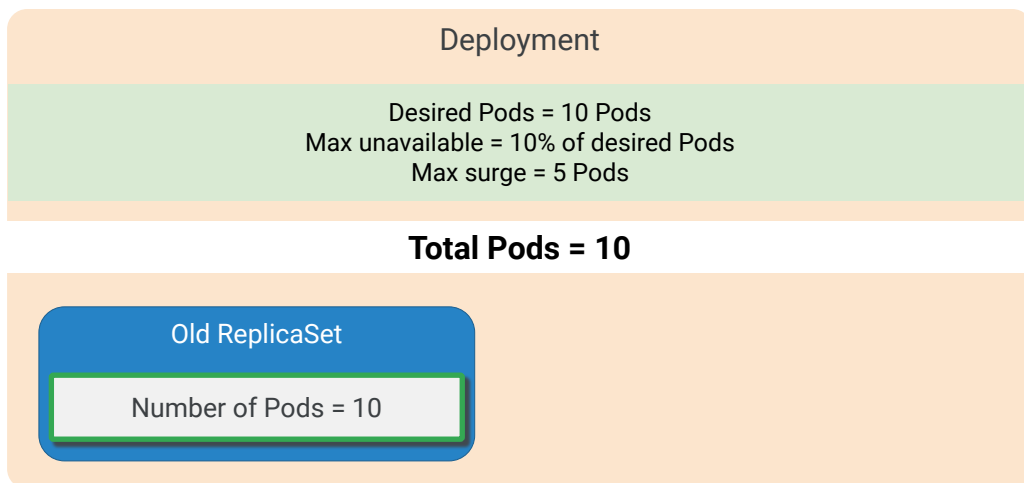 Deployment
Desired Pods = 10 Pods
Max unavailable = 10% of desired Pods
Max surge = 5 Pods
Total Pods = 10
Old ReplicaSet
Number of Pods = 10